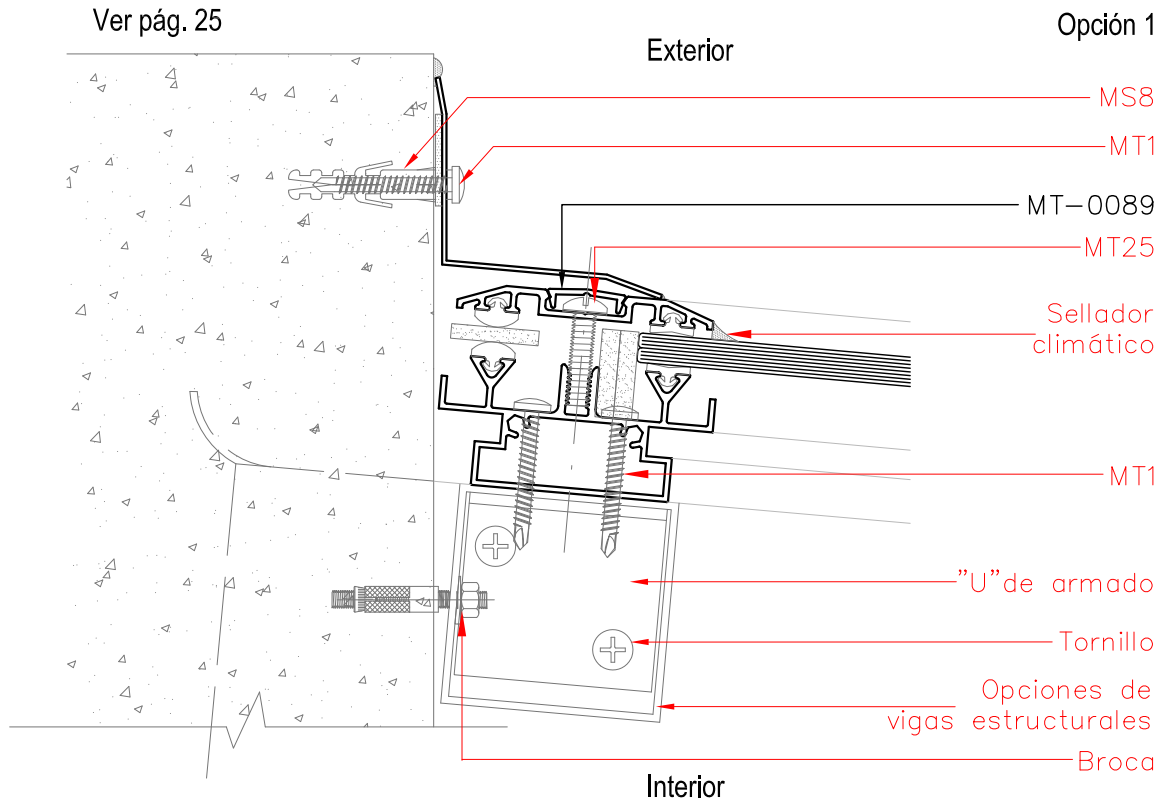 Ver pág. 25
Opción 1
Exterior
MS8
MT1
MT-0089
MT25
Sellador
climático
MT1
"U"de armado
Tornillo
Opciones de
vigas estructurales
Broca
Interior